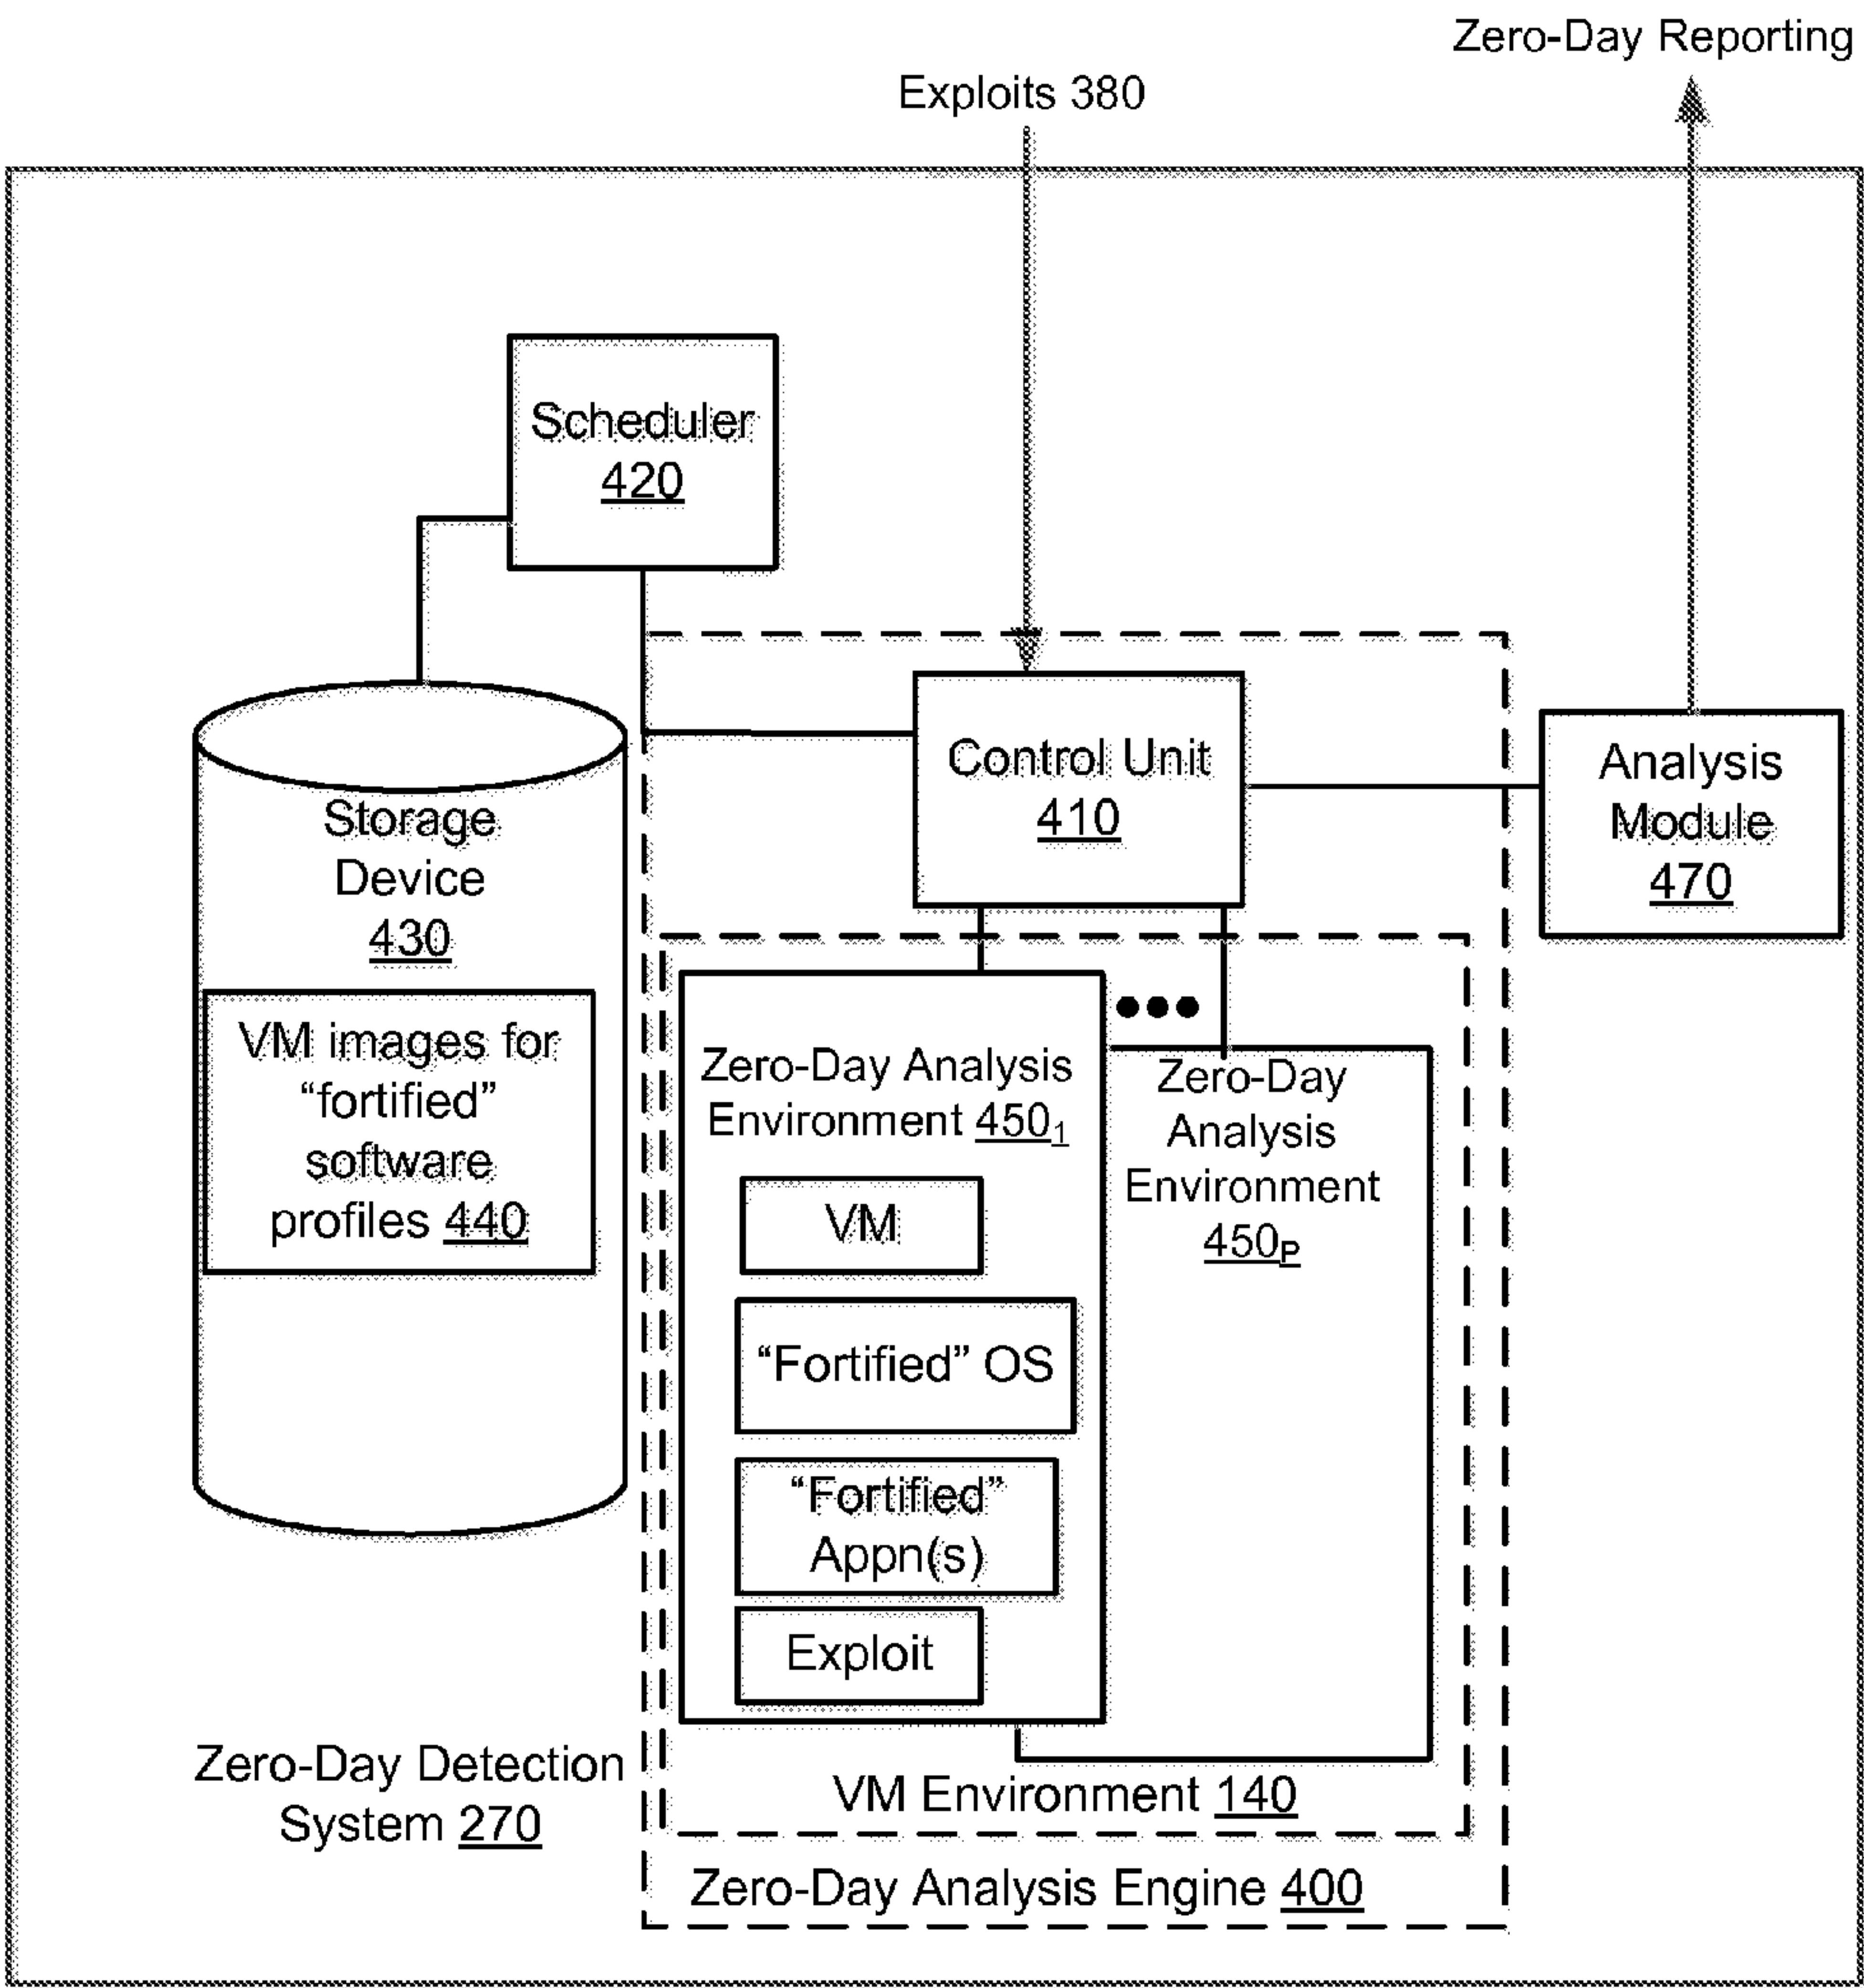 Zero-Day Reporting
Exploits 380
Scheduler
420
Control Unit
410
Analysis
Module
470
Storage
Device
430
VM images for
“fortified”
software
profiles 440
Zero-Day Analysis
Environment 450₁
VM
“Fortified” OS
“Fortified”
Appn(s)
Exploit
●●●
Zero-Day
Analysis
Environment
450P
Zero-Day Detection
System 270
VM Environment 140
Zero-Day Analysis Engine 400